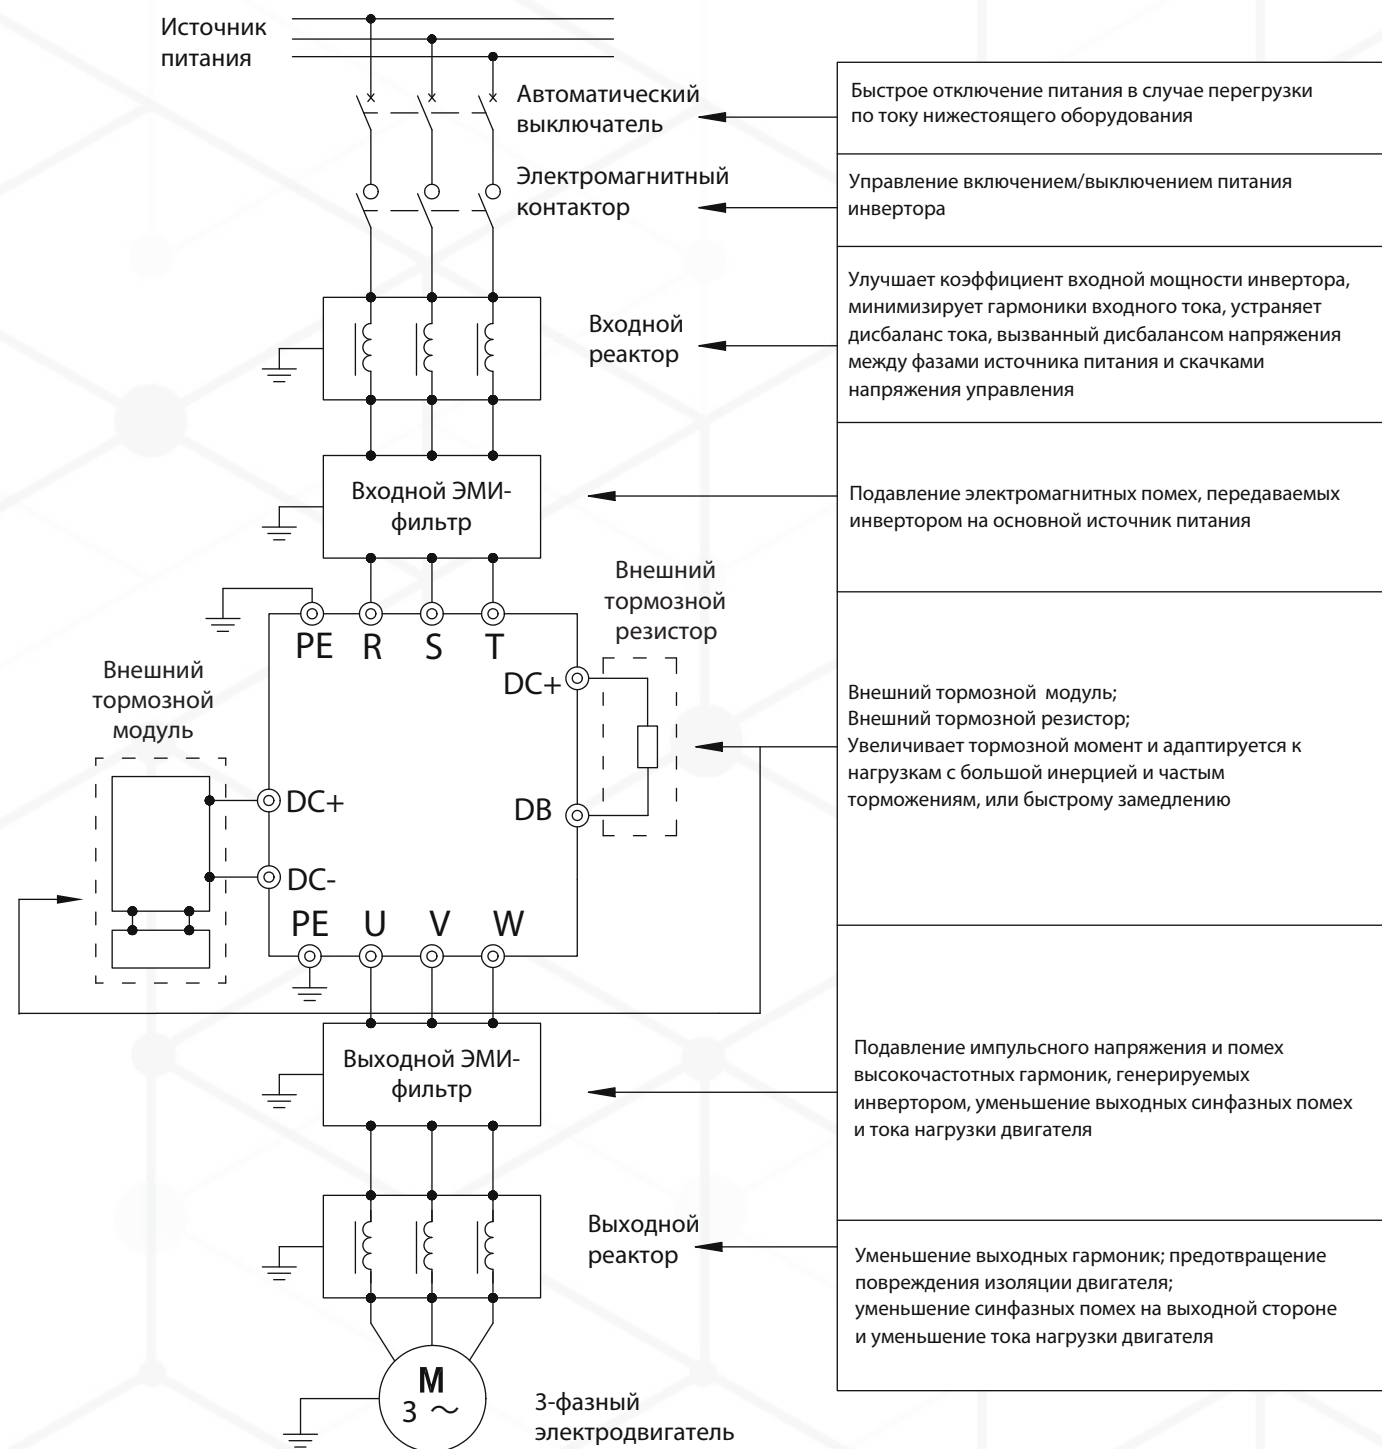 Источник
питания
Автоматический
выключатель
Быстрое отключение питания в случае перегрузки
по току нижестоящего оборудования
Электромагнитный
контактор
Управление включением/выключением питания
инвертора
Входной
реактор
Улучшает коэффициент входной мощности инвертора,
минимизирует гармоники входного тока, устраняет
дисбаланс тока, вызванный дисбалансом напряжения
между фазами источника питания и скачками
напряжения управления
Входной ЭМИ-
фильтр
Подавление электромагнитных помех, передаваемых
инвертором на основной источник питания
Внешний
тормозной
резистор
PE R S T
DC+
Внешний
тормозной
модуль
Внешний тормозной модуль;
Внешний тормозной резистор;
Увеличивает тормозной момент и адаптируется к
нагрузкам с большой инерцией и частым
торможениям, или быстрому замедлению
DC+
DB
DC-
PE U V W
Выходной ЭМИ-
фильтр
Подавление импульсного напряжения и помех
высокочастотных гармоник, генерируемых
инвертором, уменьшение выходных синфазных помех
и тока нагрузки двигателя
Выходной
реактор
Уменьшение выходных гармоник; предотвращение
повреждения изоляции двигателя;
уменьшение синфазных помех на выходной стороне
и уменьшение тока нагрузки двигателя
M
3 ~
3-фазный
электродвигатель